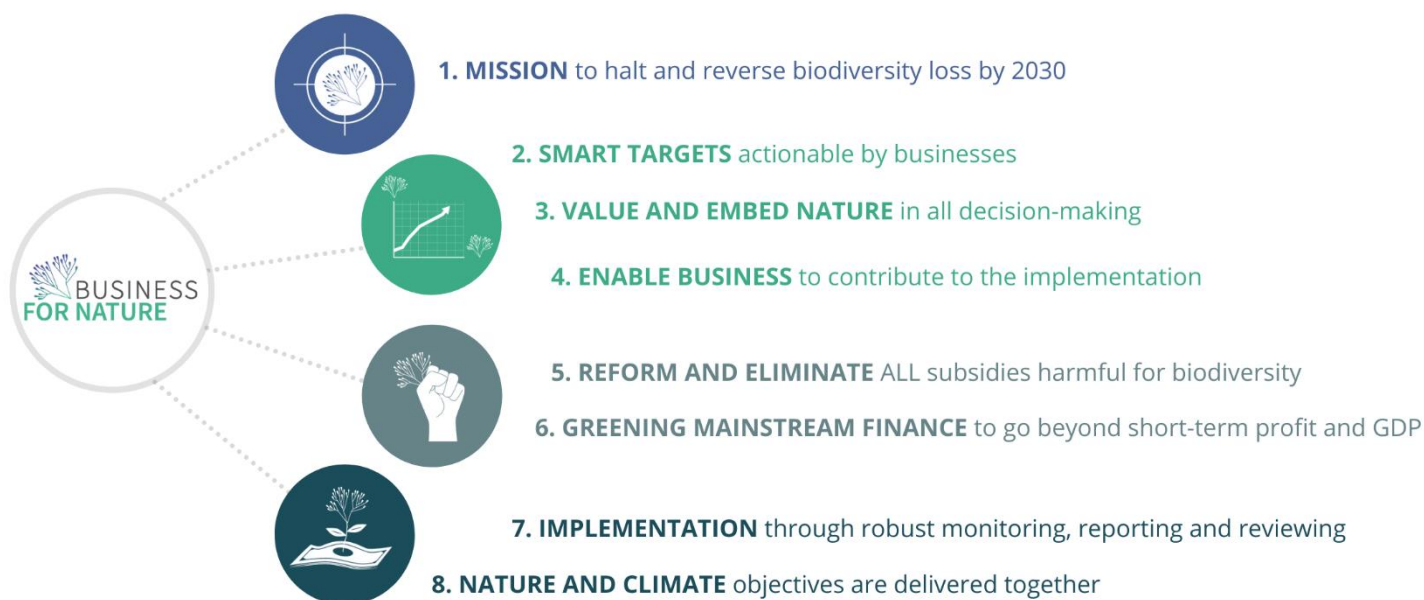 1. MISSION to halt and reverse biodiversity loss by 2030
2. SMART TARGETS actionable by businesses
3. VALUE AND EMBED NATURE in all decision-making
4. ENABLE BUSINESS to contribute to the implementation
BUSINESS
FOR NATURE
5. REFORM AND ELIMINATE ALL subsidies harmful for biodiversity
6. GREENING MAINSTREAM FINANCE to go beyond short-term profit and GDP
7. IMPLEMENTATION through robust monitoring, reporting and reviewing
8. NATURE AND CLIMATE objectives are delivered together